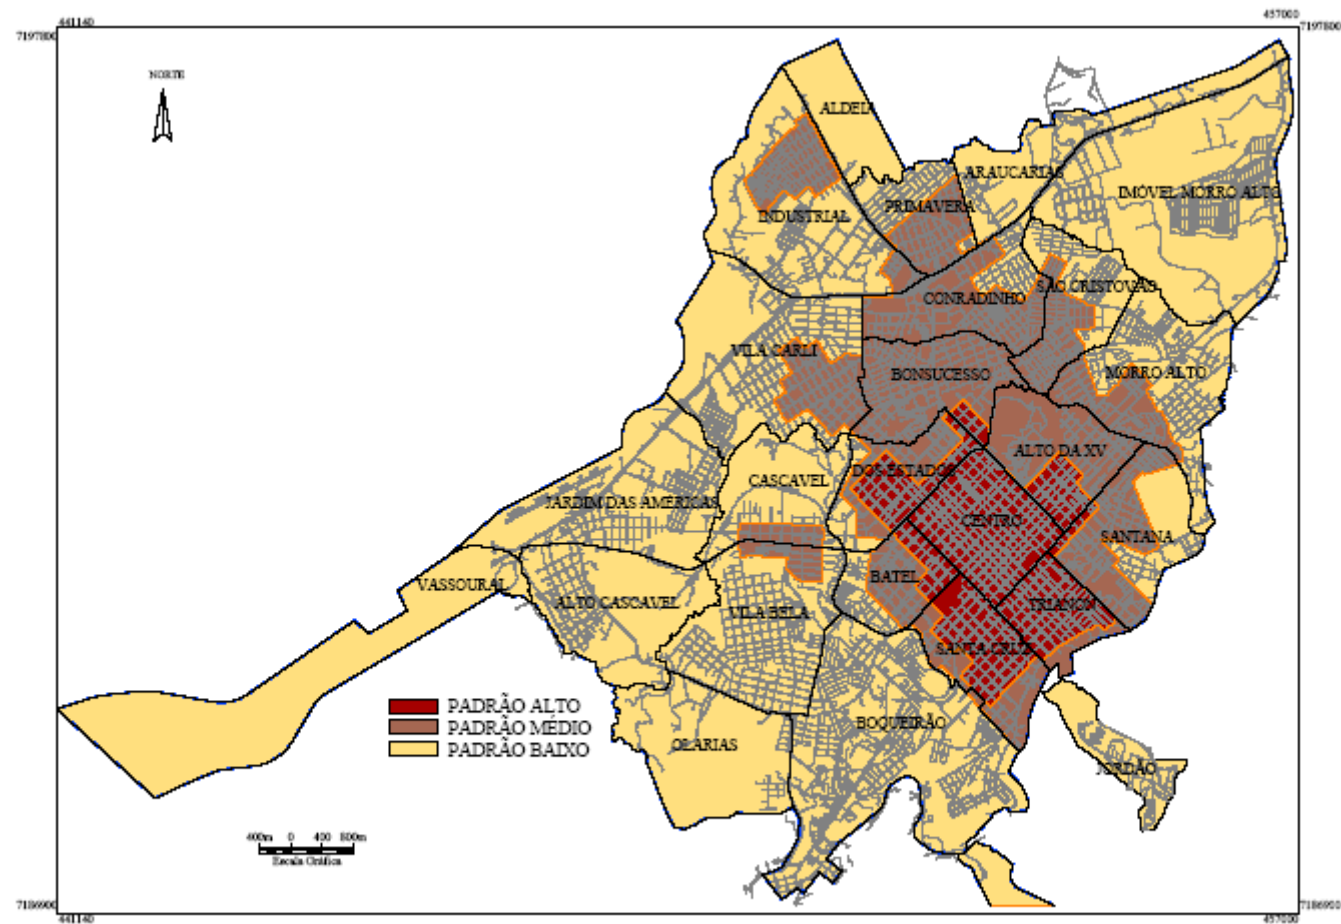 441140
457000
7197800
7197800
NORTE
ALDEIA
ARAUCARIAS
IMÓVEL MORRO ALTO
PRIMAVERA
INDUSTRIAL
SÃO CRISTOVÃO
CONRADINHO
VILA CARLI
BONSUCESSO
MORRO ALTO
ALTO DA XV
DOS ESTADOS
CASCAVEL
JARDIM DAS AMÉRICAS
CENTRO
SANTANA
BATEL
VASSOURAL
ALTO CASCAVEL
TRIANON
VILA BELA
SANTA CRUZ
PADRÃO ALTO
PADRÃO MÉDIO
PADRÃO BAIXO
BOQUEIRÃO
OLARIAS
JORDÃO
400m 0 400 800m
Escala Gráfica
7186900
7186900
441140
457000